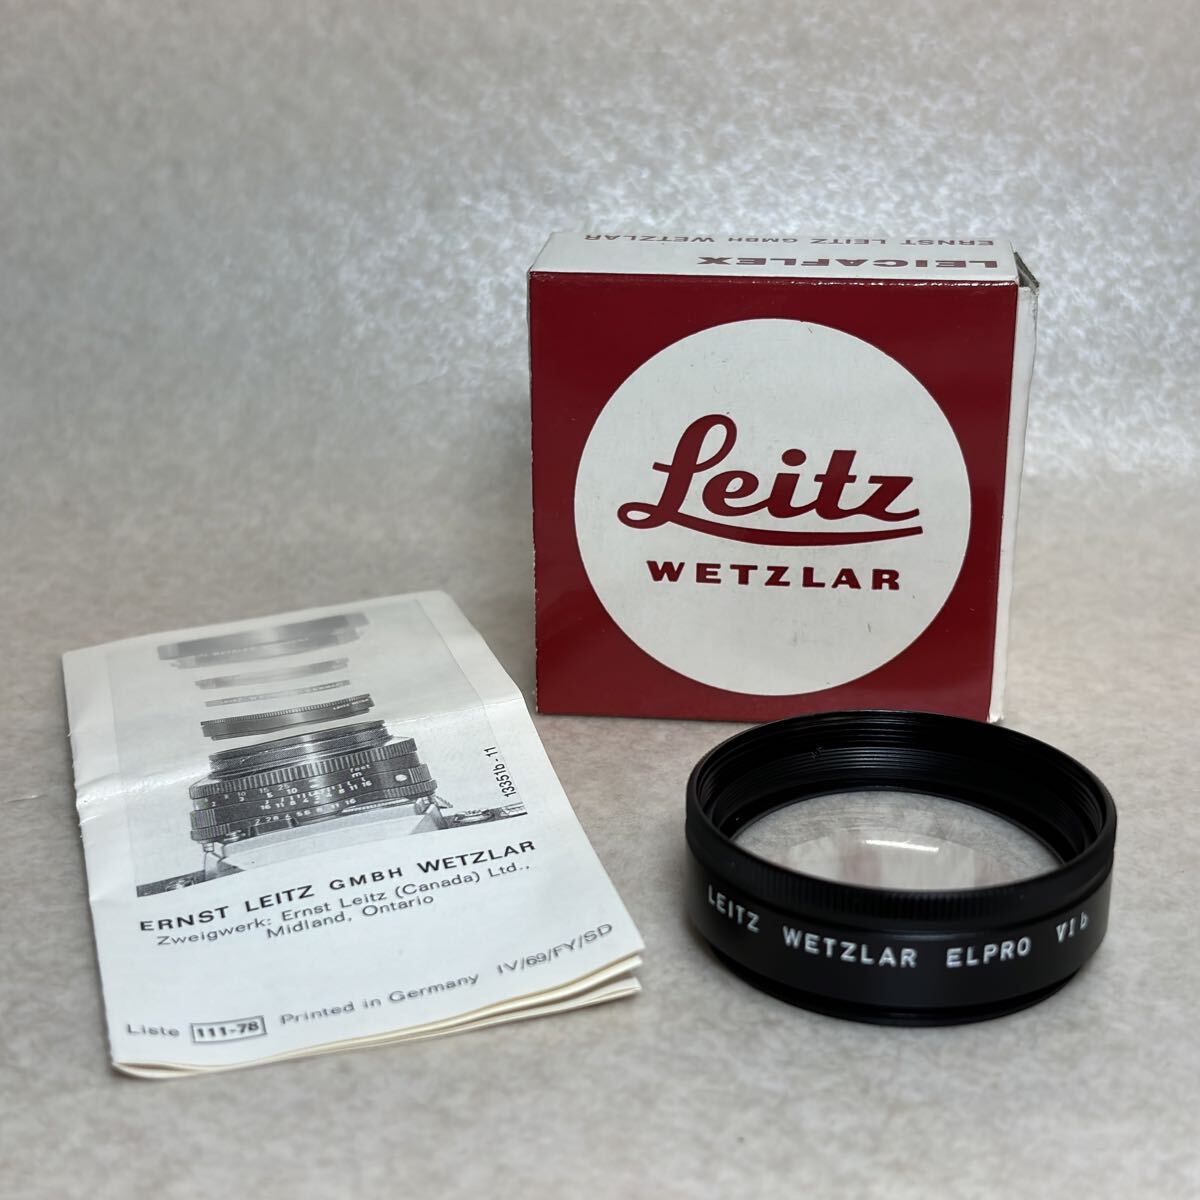 ERNST LEITZ GMBH WETZLAR
LEICAFLEX
Leitz
WETZLAR
13351b-11
feet
m
ERNST LEITZ GMBH WETZLAR
Zweigwerk: Ernst Leitz (Canada) Ltd.,
Midland, Ontario
Liste 111-78 Printed in Germany IV/69/FY/SD
LEITZ WETZLAR ELPRO VIb